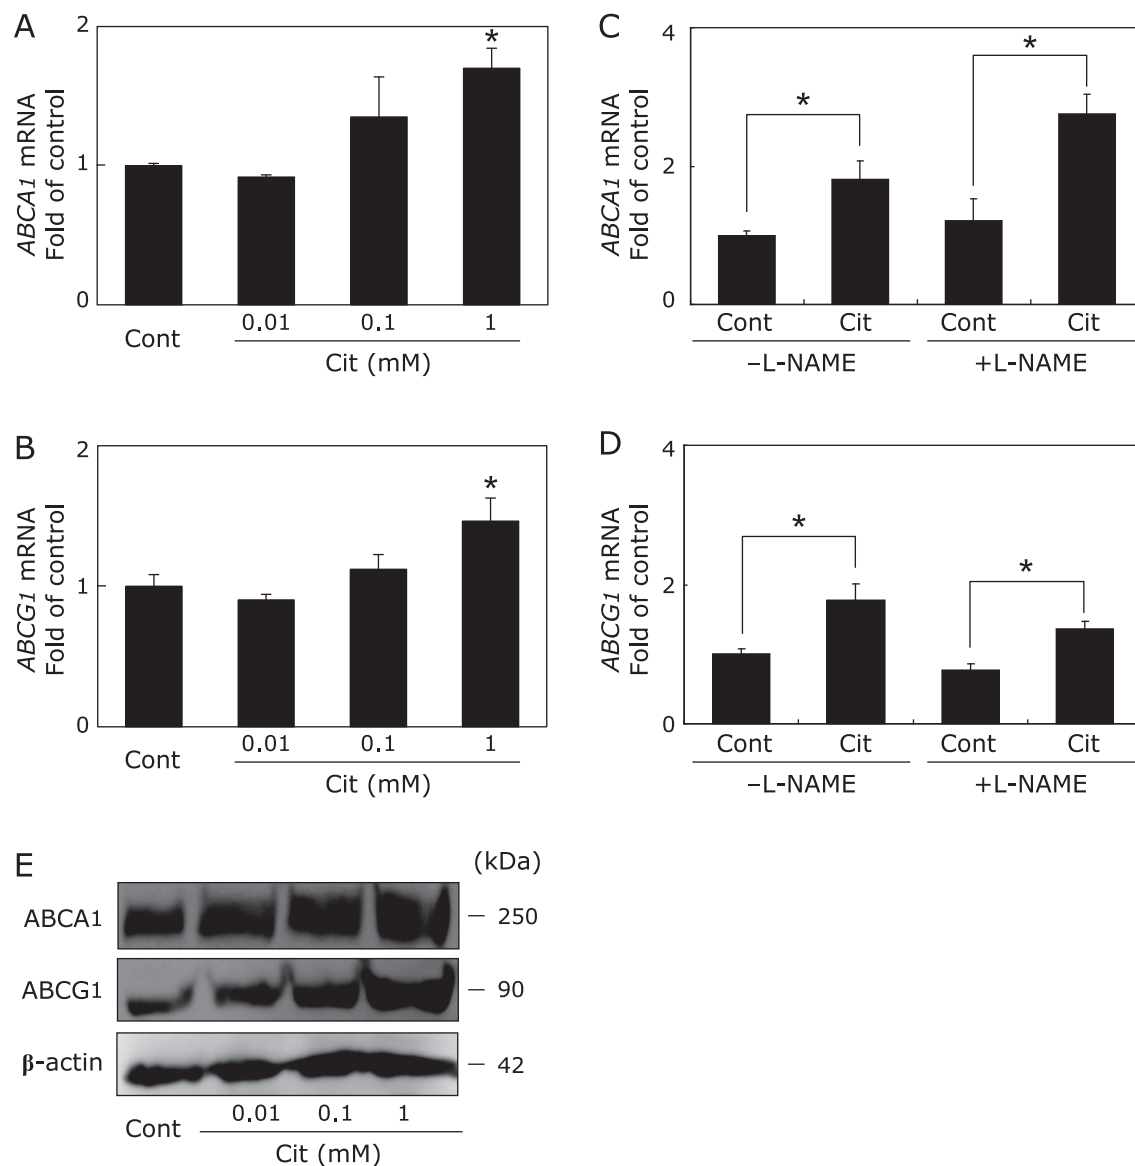 A
2
1
0
ABCA1 mRNA
Fold of control
*
Cont
0.01 0.1 1
Cit (mM)
C
4
2
0
ABCA1 mRNA
Fold of control
*
*
Cont Cit Cont Cit
–L-NAME +L-NAME
B
2
1
0
ABCG1 mRNA
Fold of control
*
Cont
0.01 0.1 1
Cit (mM)
D
4
2
0
ABCG1 mRNA
Fold of control
*
*
Cont Cit Cont Cit
–L-NAME +L-NAME
E
(kDa)
ABCA1 – 250
ABCG1 – 90
β-actin – 42
Cont
0.01 0.1 1
Cit (mM)